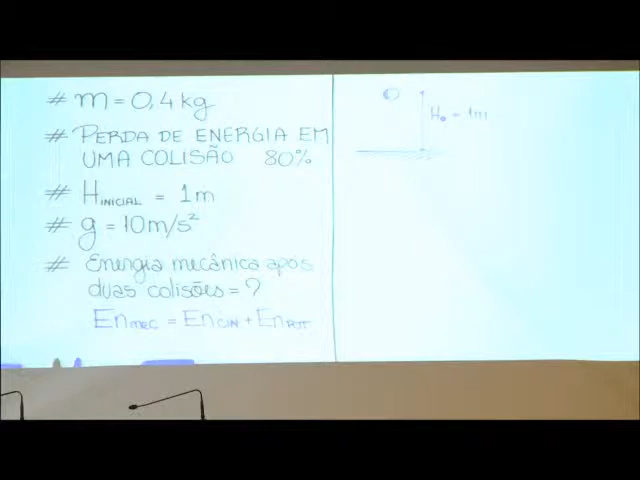 # m = 0,4 kg
# PERDA DE ENERGIA EM
UMA COLISÃO 80%
# HINICIAL = 1m
# g = 10m/s²
# Energia mecânica após
duas colisões = ?
EnMEC = EnCIN + EnPOT
H₀ = 1m